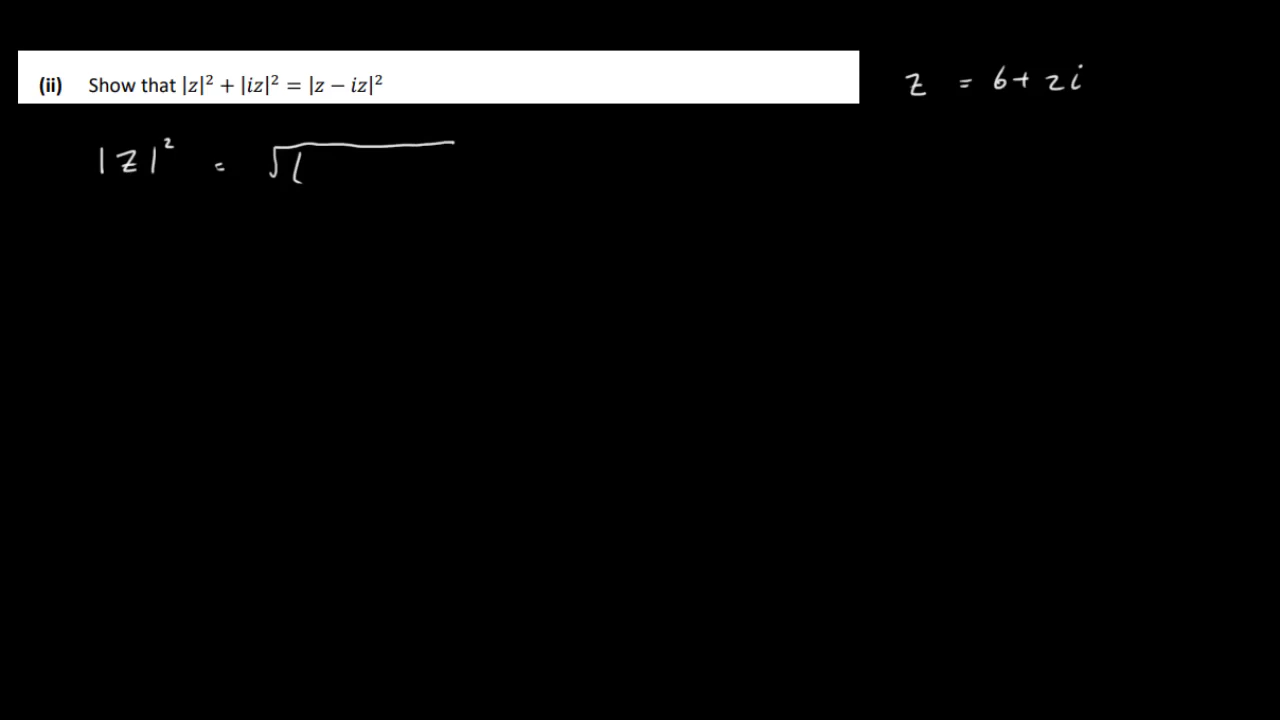 (ii) Show that |z|² + |iz|² = |z − iz|²
z = 6 + 2i
|z|² = √(